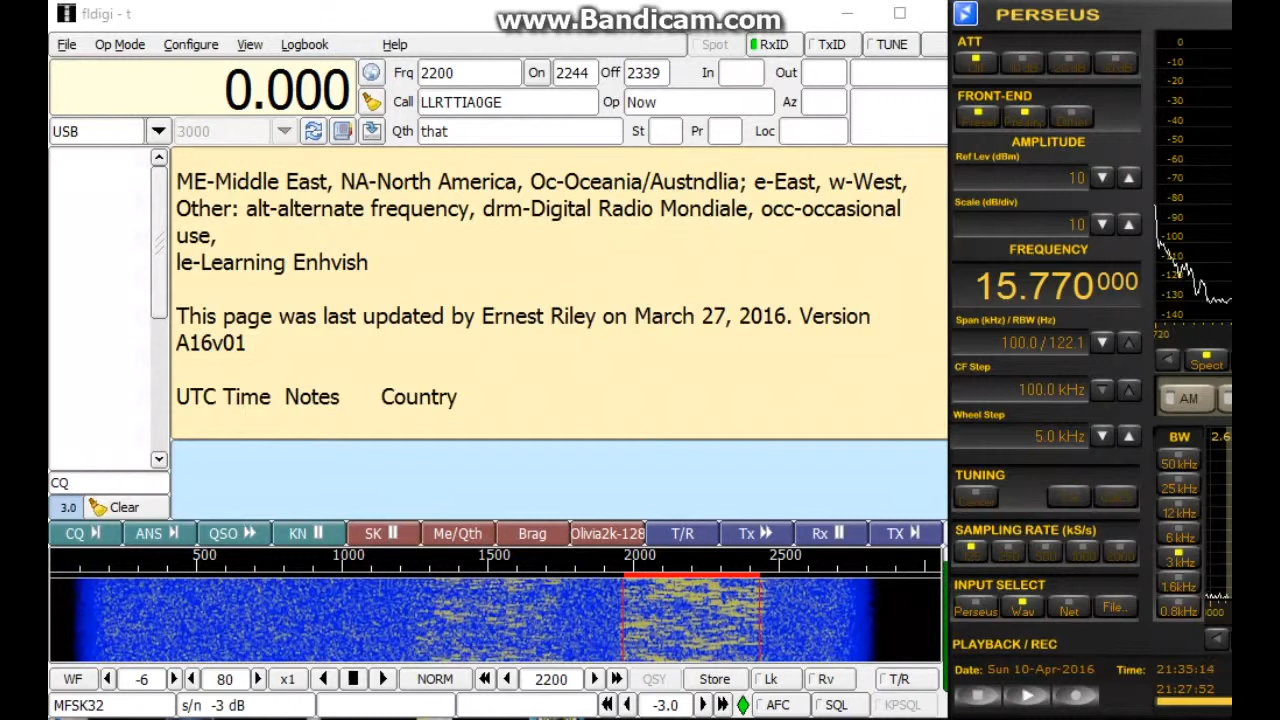 www.Bandicam.com
fldigi - t
File Op Mode Configure View Logbook Help Spot RxID TxID TUNE
0.000
Frq 2200 On 2244 Off 2339 In Out
Call LLRTTIA0GE Op Now Az
USB 3000 Qth that St Pr Loc
ME-Middle East, NA-North America, Oc-Oceania/Austndlia; e-East, w-West,
Other: alt-alternate frequency, drm-Digital Radio Mondiale, occ-occasional
use,
le-Learning Enhvish
This page was last updated by Ernest Riley on March 27, 2016. Version
A16v01
UTC Time Notes Country
CQ
3.0 Clear
CQ ANS QSO KN SK Me/Qth Brag Olivia2k-128 T/R Tx Rx TX
500 1000 1500 2000 2500
WF -6 80 x1 NORM 2200 QSY Store Lk Rv T/R
MFSK32 s/n -3 dB -3.0 AFC SQL KPSQL
PERSEUS
ATT
FRONT-END
AMPLITUDE
Ref Lev (dBm)
10
Scale (dB/div)
10
FREQUENCY
15.770000
Span (kHz) / RBW (Hz)
100.0 / 122.1
CF Step
100.0 kHz
Wheel Step
5.0 kHz
TUNING
SAMPLING RATE (kS/s)
INPUT SELECT
Perseus Wav Net File..
PLAYBACK / REC
Date: Sun 10-Apr-2016 Time: 21:35:14
21:27:52
0
-10
-20
-30
-40
-50
-60
-70
-80
-90
-100
-110
-120
-130
-140
720
Spect
AM
BW 2.6
50 kHz
25 kHz
12 kHz
6 kHz
3 kHz
1.6kHz
0.8kHz
000